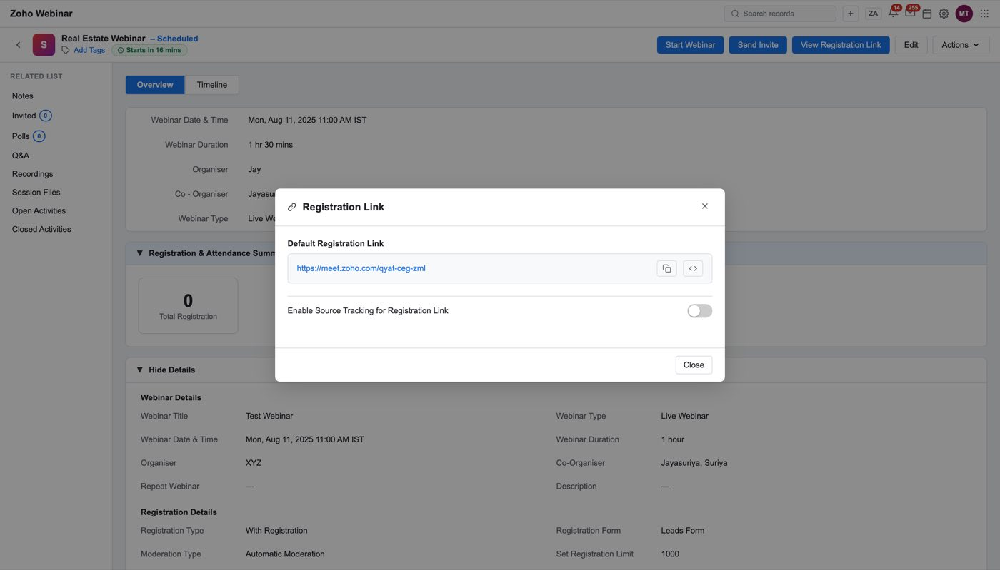 Zoho Webinar
Search records
+
ZA
14
255
MT
S
Real Estate Webinar – Scheduled
Add Tags
Starts in 16 mins
Start Webinar
Send Invite
View Registration Link
Edit
Actions
RELATED LIST
Notes
Invited 0
Polls 0
Q&A
Recordings
Session Files
Open Activities
Closed Activities
Overview
Timeline
Webinar Date & Time Mon, Aug 11, 2025 11:00 AM IST
Webinar Duration 1 hr 30 mins
Organiser Jay
Co - Organiser Jayasu
Webinar Type Live We
▼ Registration & Attendance Summ
0
Total Registration
Registration Link
Default Registration Link
https://meet.zoho.com/qyat-ceg-zml
Enable Source Tracking for Registration Link
Close
▼ Hide Details
Webinar Details
Webinar Title Test Webinar Webinar Type Live Webinar
Webinar Date & Time Mon, Aug 11, 2025 11:00 AM IST Webinar Duration 1 hour
Organiser XYZ Co-Organiser Jayasuriya, Suriya
Repeat Webinar — Description —
Registration Details
Registration Type With Registration Registration Form Leads Form
Moderation Type Automatic Moderation Set Registration Limit 1000